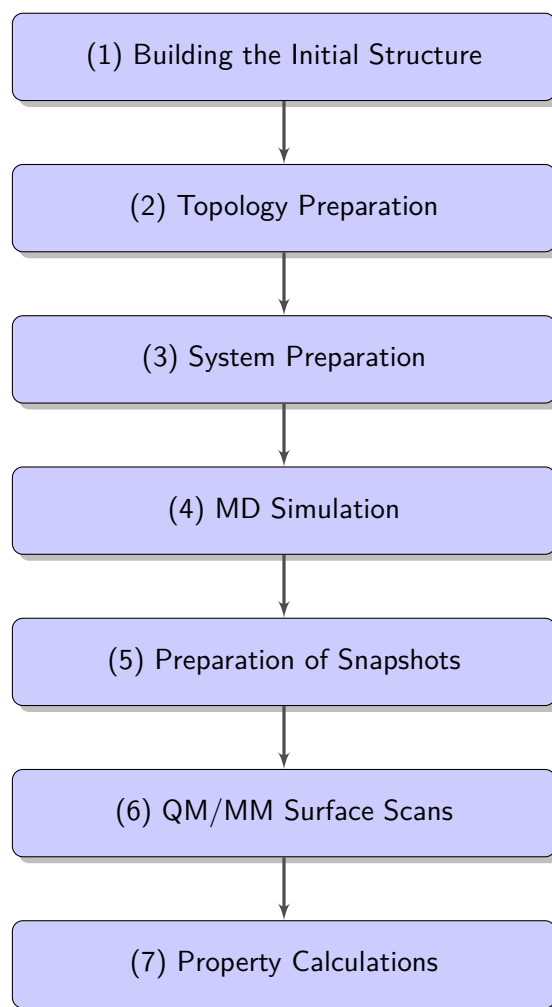 (1) Building the Initial Structure
(2) Topology Preparation
(3) System Preparation
(4) MD Simulation
(5) Preparation of Snapshots
(6) QM/MM Surface Scans
(7) Property Calculations